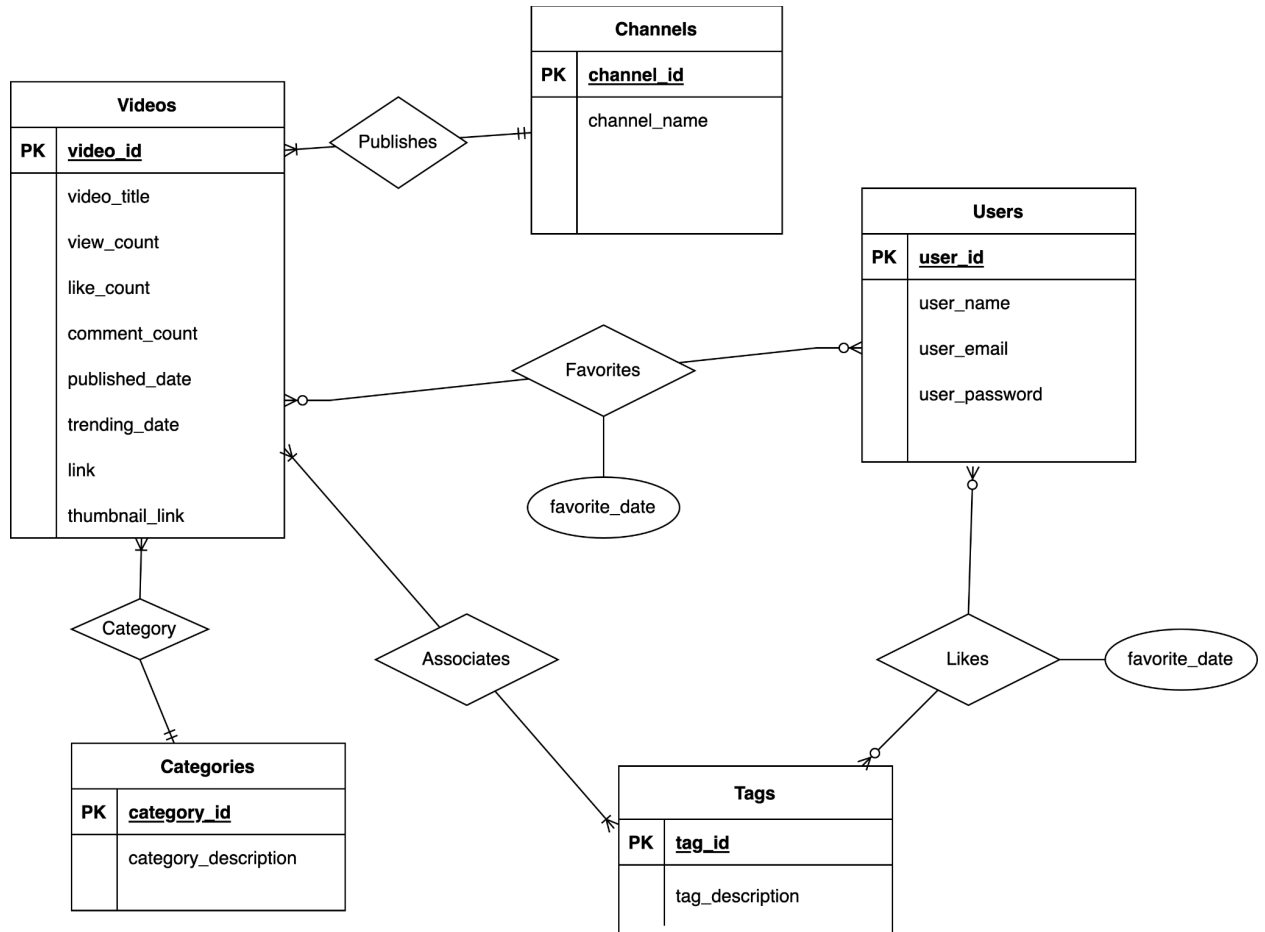 Channels
PK channel_id
channel_name
Videos
PK video_id
video_title
view_count
like_count
comment_count
published_date
trending_date
link
thumbnail_link
Publishes
Users
PK user_id
user_name
user_email
user_password
Favorites
favorite_date
Category
Associates
Likes
favorite_date
Categories
PK category_id
category_description
Tags
PK tag_id
tag_description